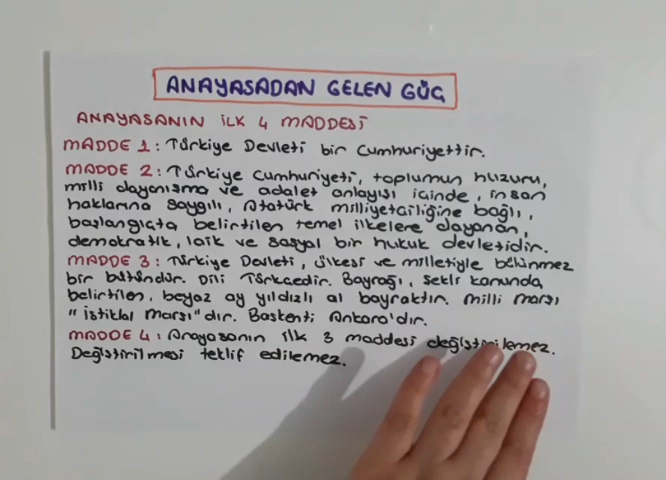 ANAYASADAN GELEN GÜÇ
ANAYASANIN İLK 4 MADDESİ
MADDE 1: Türkiye Devleti bir Cumhuriyettir.
MADDE 2: Türkiye Cumhuriyeti, toplumun huzuru,
milli dayanışma ve adalet anlayışı içinde, insan
haklarına saygılı, Atatürk milliyetçiliğine bağlı,
başlangıçta belirtilen temel ilkelere dayanan,
demokratik, laik ve sosyal bir hukuk devletidir.
MADDE 3: Türkiye Devleti, ülkesi ve milletiyle bölünmez
bir bütündür. Dili Türkçedir. Bayrağı, şekli kanunda
belirtilen, beyaz ay yıldızlı al bayraktır. Milli marşı
"İstiklal Marşı"dır. Başkenti Ankara'dır.
MADDE 4: Anayasanın ilk 3 maddesi değiştirilemez.
Değiştirilmesi teklif edilemez.